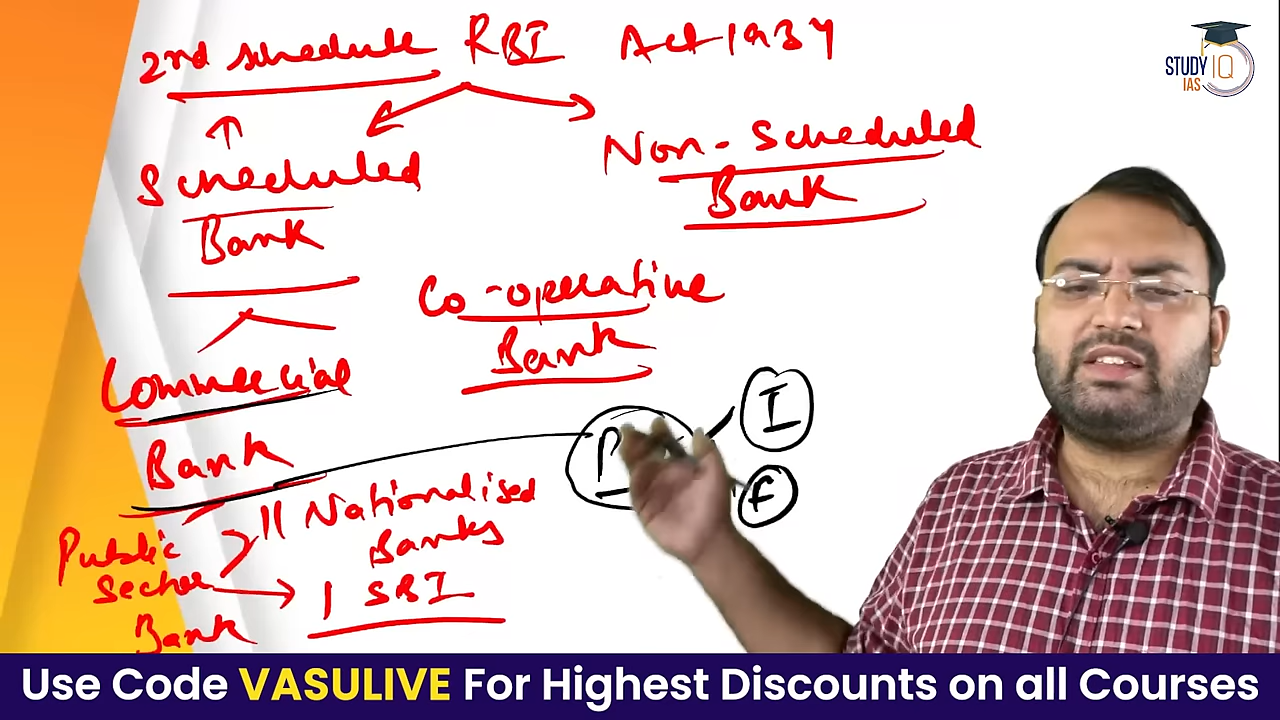 2nd schedule RBI Act 1934
STUDY IQ
IAS
Scheduled
Bank
Non-Scheduled
Bank
Co-operative
Bank
Commercial
Bank
P
I
F
Public
Sector
Bank
11 Nationalised
Banks
1 SBI
Use Code VASULIVE For Highest Discounts on all Courses